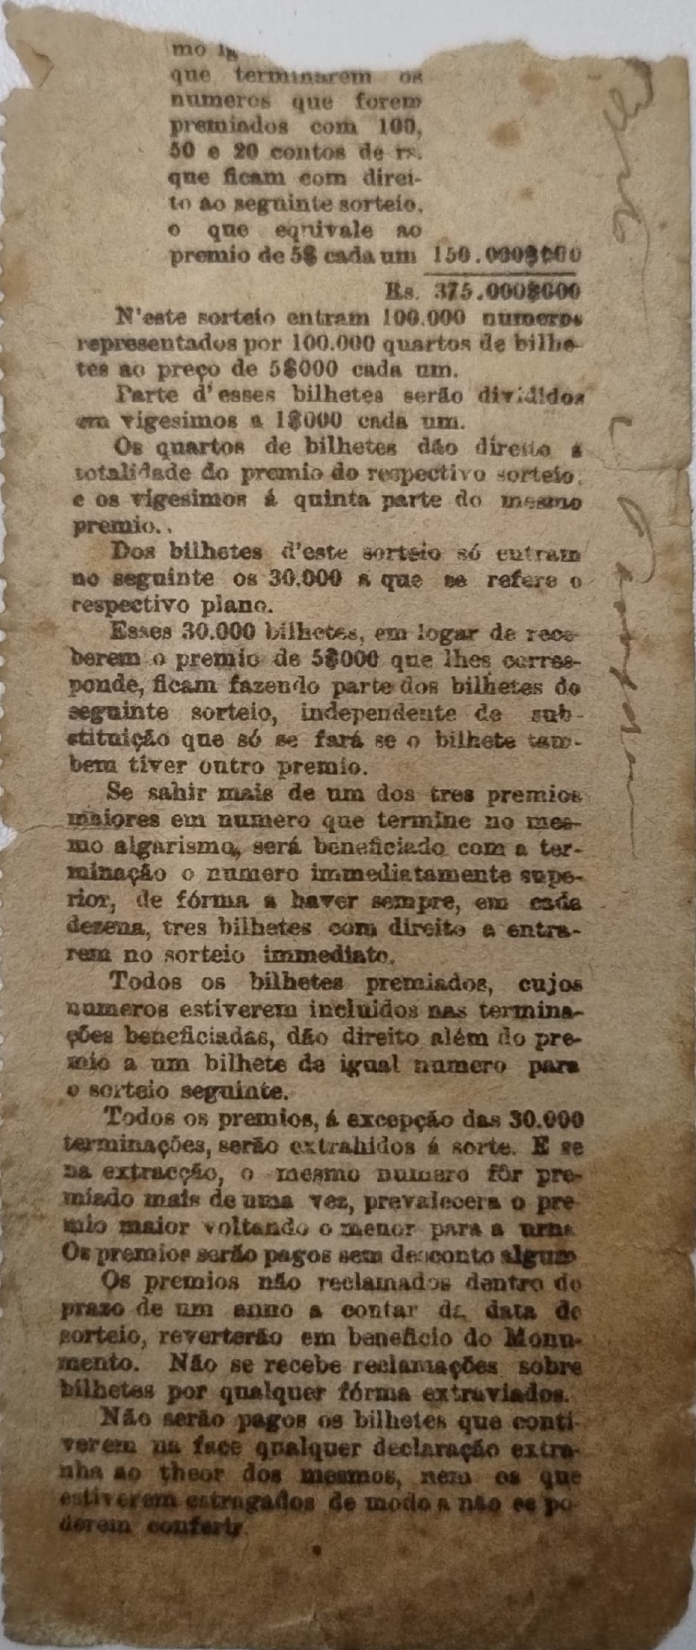 mo
que terminarem os
numeros que forem
premiados com 100,
50 e 20 contos de rs.
que ficam com direi-
to ao seguinte sorteio,
o que equivale ao
premio de 5$ cada um 150.000$000
Rs. 375.000$000
N'este sorteio entram 100.000 numeros
representados por 100.000 quartos de bilhe-
tes ao preço de 5$000 cada um.
Parte d'esses bilhetes serão divididos
em vigesimos a 1$000 cada um.
Os quartos de bilhetes dão direito á
totalidade do premio do respectivo sorteio,
e os vigesimos á quinta parte do mesmo
premio..
Dos bilhetes d'este sorteio só entram
no seguinte os 30.000 a que se refere o
respectivo plano.
Esses 30.000 bilhetes, em logar de rece-
berem o premio de 5$000 que lhes corres-
ponde, ficam fazendo parte dos bilhetes do
seguinte sorteio, independente de sub-
stituição que só se fará se o bilhete tam-
bem tiver outro premio.
Se sahir mais de um dos tres premios
maiores em numero que termine no mes-
mo algarismo, será beneficiado com a ter-
minação o numero immediatamente supe-
rior, de fórma a haver sempre, em cada
dezena, tres bilhetes com direito a entra-
rem no sorteio immediato.
Todos os bilhetes premiados, cujos
numeros estiverem incluidos nas termina-
ções beneficiadas, dão direito além do pre-
mio a um bilhete de igual numero para
o sorteio seguinte.
Todos os premios, á excepção das 30.000
terminações, serão extrahidos á sorte. E se
na extracção, o mesmo numero fôr pre-
miado mais de uma vez, prevalecera o pre-
mio maior voltando o menor para a urna
Os premios serão pagos sem desconto algum
Os premios não reclamados dentro do
prazo de um anno a contar da data do
sorteio, reverterão em beneficio do Monu-
mento. Não se recebe reclamações sobre
bilhetes por qualquer fórma extraviados.
Não serão pagos os bilhetes que conti-
verem na face qualquer declaração extra-
nha ao theor dos mesmos, nem os que
estiverem estragados de modo a não se po-
derem conferir.